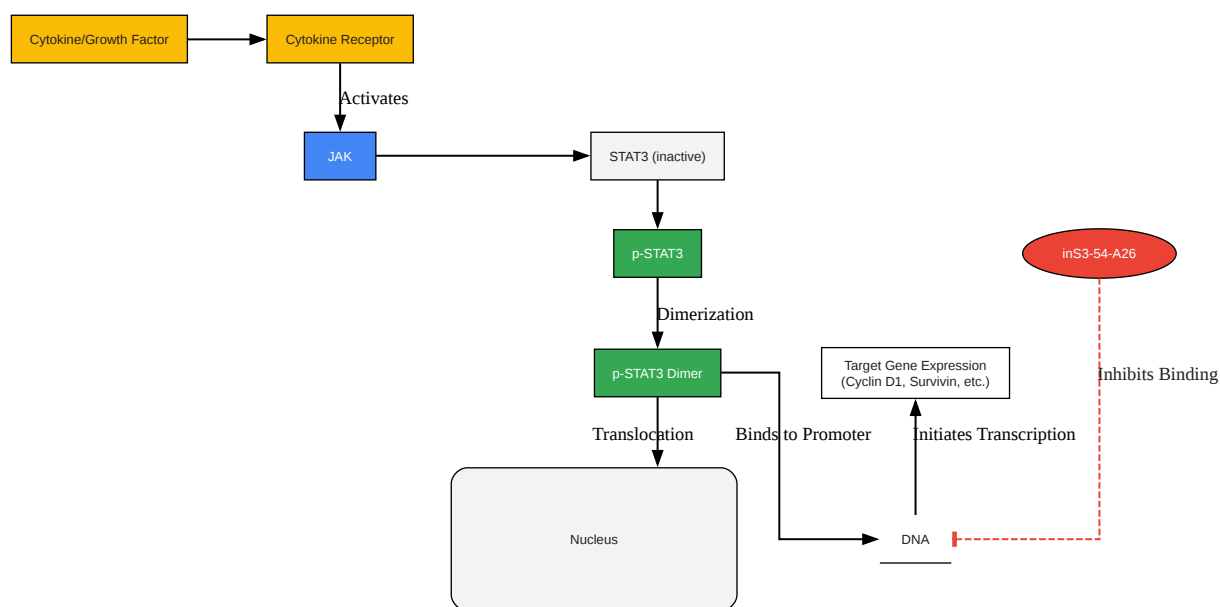 Cytokine/Growth Factor
Cytokine Receptor
Activates
JAK
STAT3 (inactive)
p-STAT3
inS3-54-A26
Dimerization
p-STAT3 Dimer
Target Gene Expression
(Cyclin D1, Survivin, etc.)
Inhibits Binding
Translocation
Binds to Promoter
Initiates Transcription
Nucleus
DNA